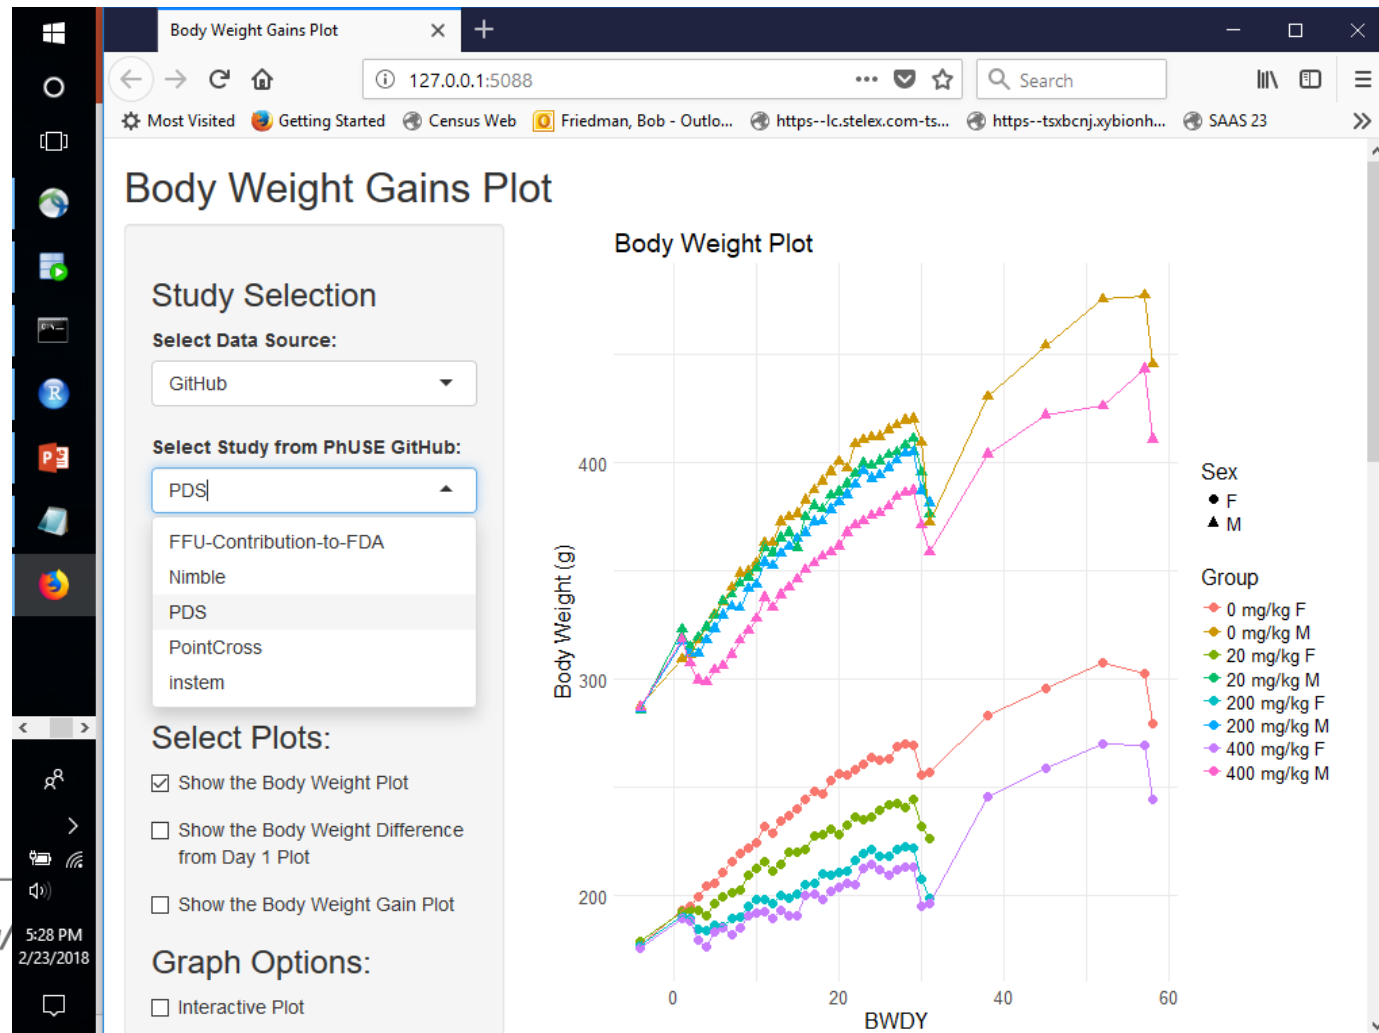 Body Weight Gains Plot
127.0.0.1:5088
Search
Most Visited
Getting Started
Census Web
Friedman, Bob - Outlo...
https--lc.stelex.com-ts...
https--tsxbcnj.xybionh...
SAAS 23
Body Weight Gains Plot
Study Selection
Select Data Source:
GitHub
Select Study from PhUSE GitHub:
PDS
FFU-Contribution-to-FDA
Nimble
PDS
PointCross
instem
Select Plots:
Show the Body Weight Plot
Show the Body Weight Difference
from Day 1 Plot
Show the Body Weight Gain Plot
Graph Options:
Interactive Plot
Body Weight Plot
Body Weight (g)
400
300
200
0
20
40
60
BWDY
Sex
F
M
Group
0 mg/kg F
0 mg/kg M
20 mg/kg F
20 mg/kg M
200 mg/kg F
200 mg/kg M
400 mg/kg F
400 mg/kg M
5:28 PM
2/23/2018